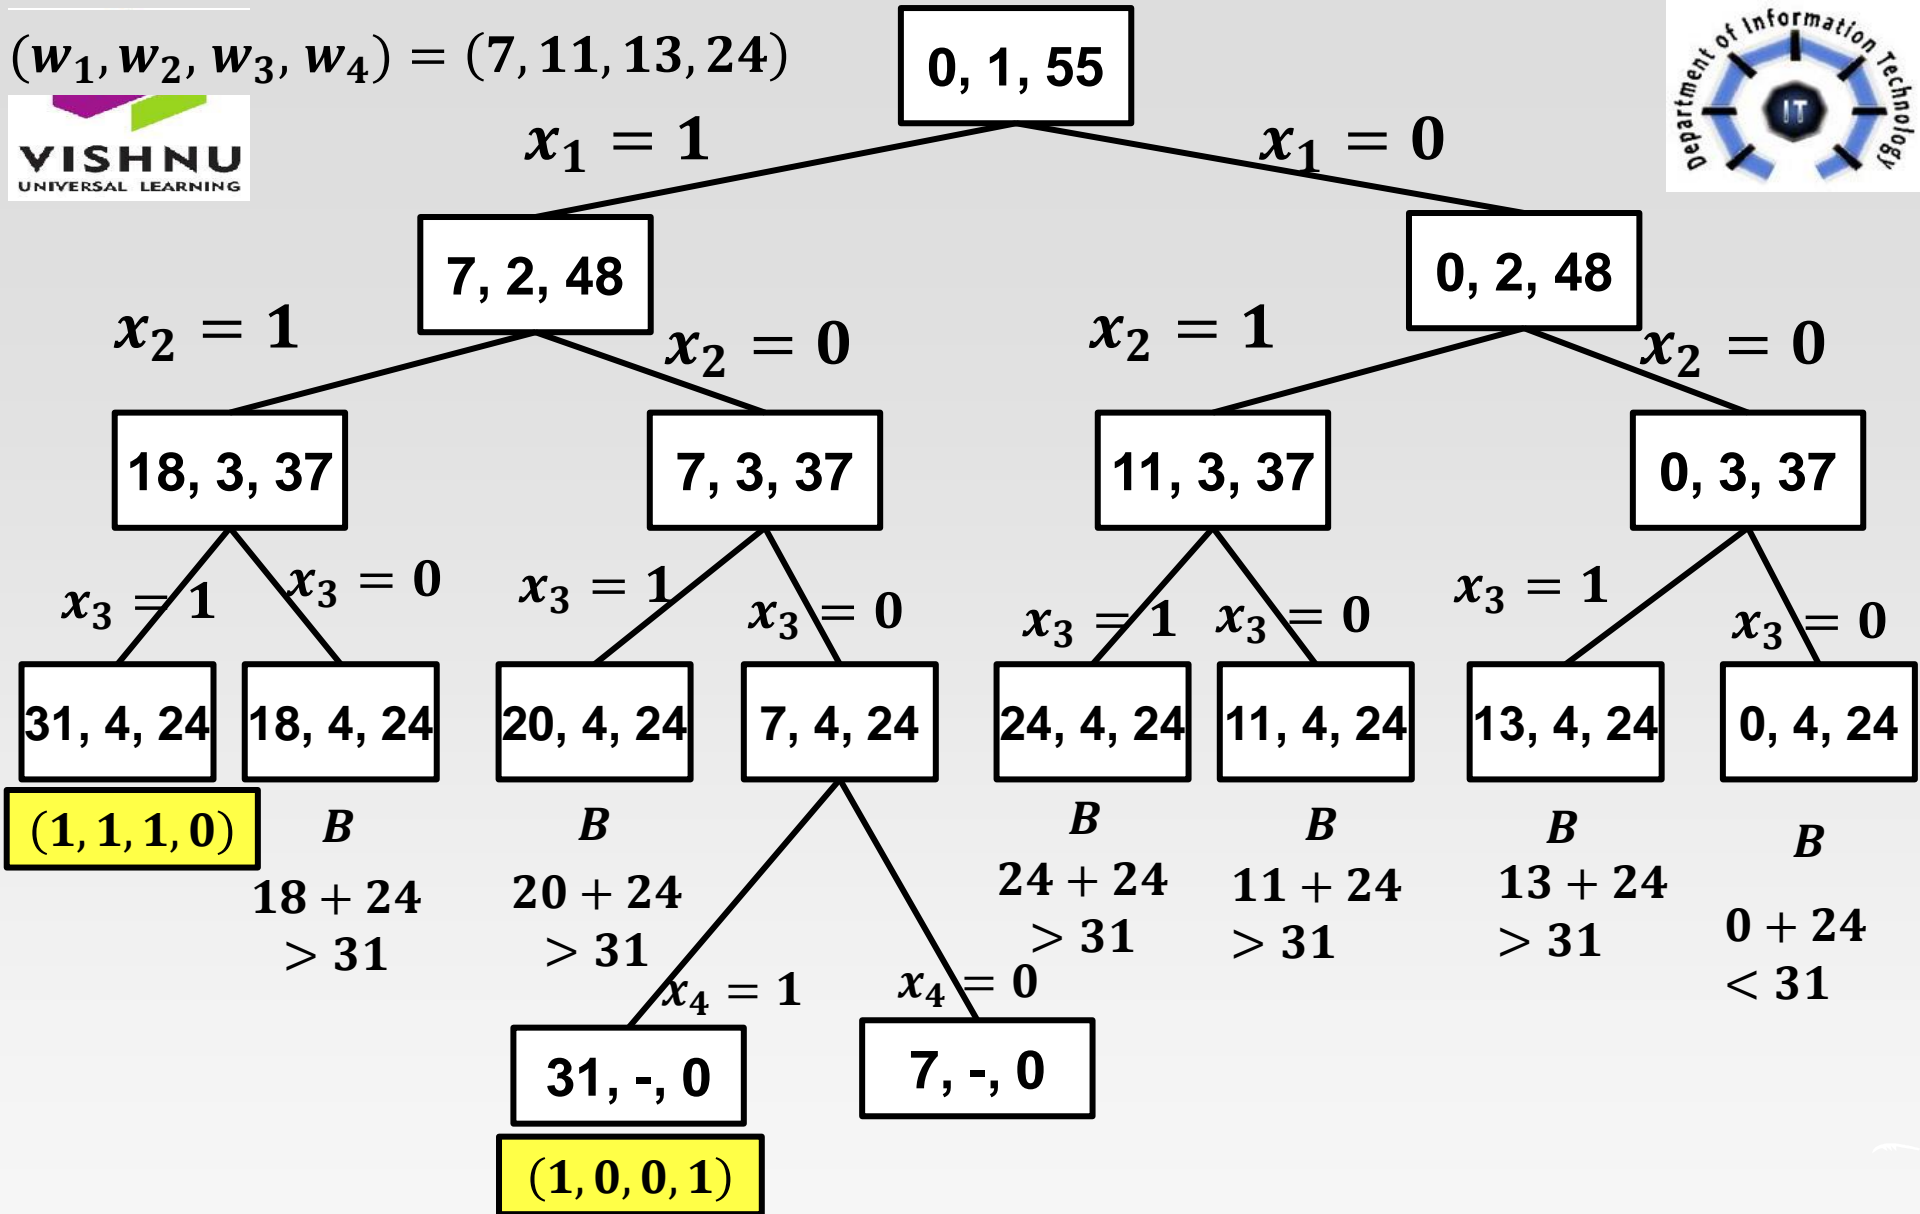 (w₁, w₂, w₃, w₄) = (7, 11, 13, 24)
VISHNU
UNIVERSAL LEARNING
Department of Information Technology
IT
0, 1, 55
x₁ = 1
x₁ = 0
7, 2, 48
0, 2, 48
x₂ = 1
x₂ = 0
x₂ = 1
x₂ = 0
18, 3, 37
7, 3, 37
11, 3, 37
0, 3, 37
x₃ = 1
x₃ = 0
x₃ = 1
x₃ = 0
x₃ = 1
x₃ = 0
x₃ = 1
x₃ = 0
31, 4, 24
18, 4, 24
20, 4, 24
7, 4, 24
24, 4, 24
11, 4, 24
13, 4, 24
0, 4, 24
(1, 1, 1, 0)
B
18 + 24
> 31
B
20 + 24
> 31
B
24 + 24
> 31
B
11 + 24
> 31
B
13 + 24
> 31
B
0 + 24
< 31
x₄ = 1
x₄ = 0
31, -, 0
7, -, 0
(1, 0, 0, 1)